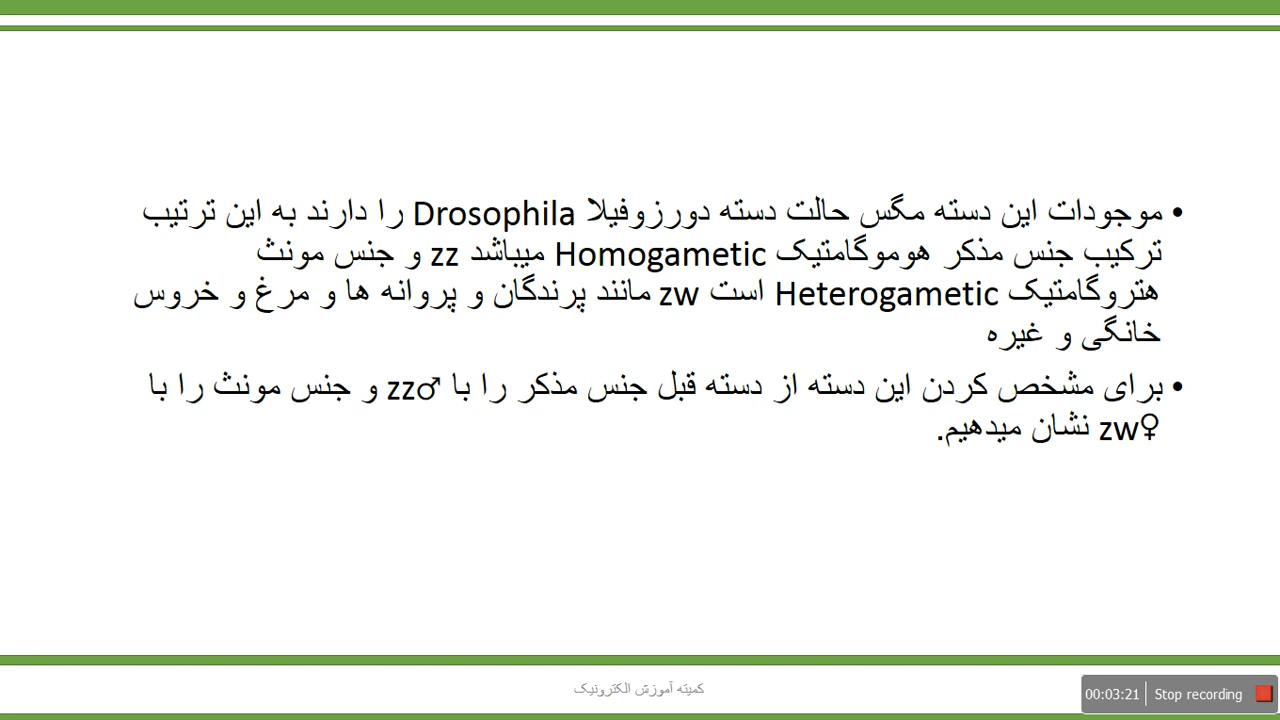 • موجودات این دسته مگس حالت دسته دورزوفیلا Drosophila را دارند به این ترتیب
ترکیب جنس مذکر هوموگامتیک Homogametic میباشد zz و جنس مونث
هتروگامتیک Heterogametic است zw مانند پرندگان و پروانه ها و مرغ و خروس
خانگی و غیره
• برای مشخص کردن این دسته از دسته قبل جنس مذکر را با zz♂ و جنس مونث را با
zw♀ نشان میدهیم.
کمیته آموزش الکترونیک
00:03:21 Stop recording